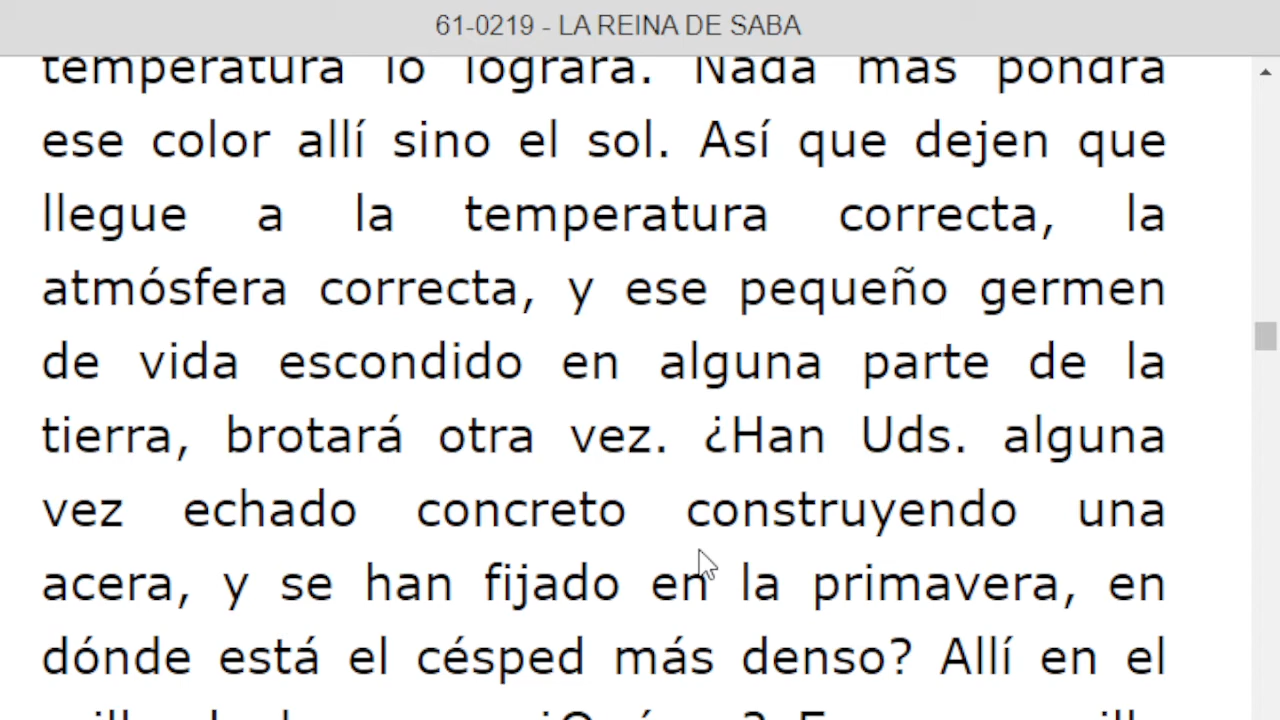 61-0219 - LA REINA DE SABA
temperatura lo logrará. Nada más pondrá
ese color allí sino el sol. Así que dejen que
llegue a la temperatura correcta, la
atmósfera correcta, y ese pequeño germen
de vida escondido en alguna parte de la
tierra, brotará otra vez. ¿Han Uds. alguna
vez echado concreto construyendo una
acera, y se han fijado en la primavera, en
dónde está el césped más denso? Allí en el